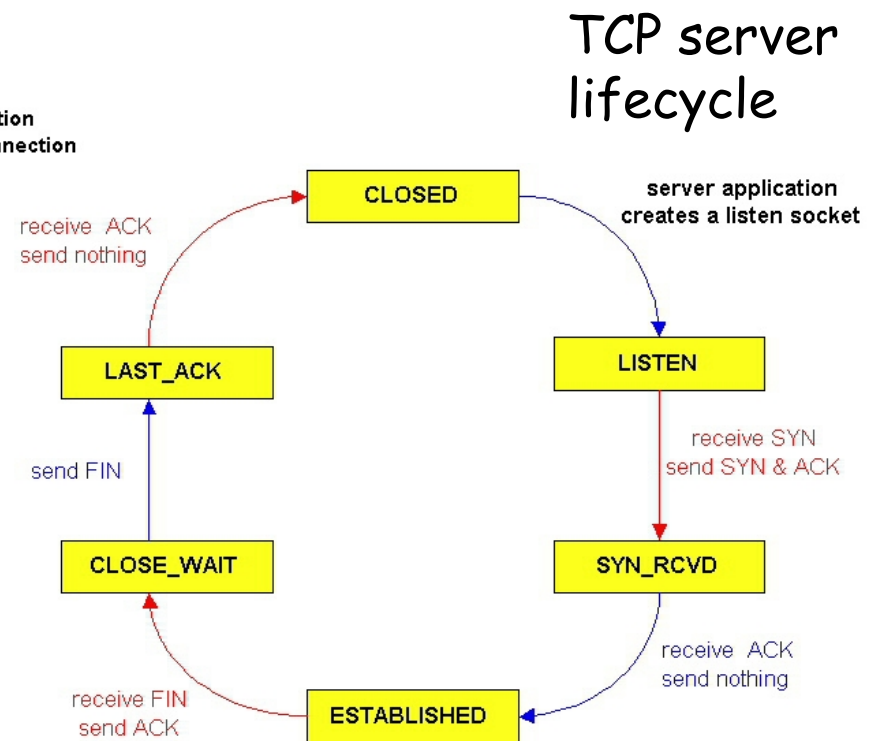 TCP server
lifecycle
nnection
CLOSED
server application
creates a listen socket
receive ACK
send nothing
LAST_ACK
LISTEN
receive SYN
send SYN & ACK
send FIN
CLOSE_WAIT
SYN_RCVD
receive ACK
send nothing
receive FIN
send ACK
ESTABLISHED